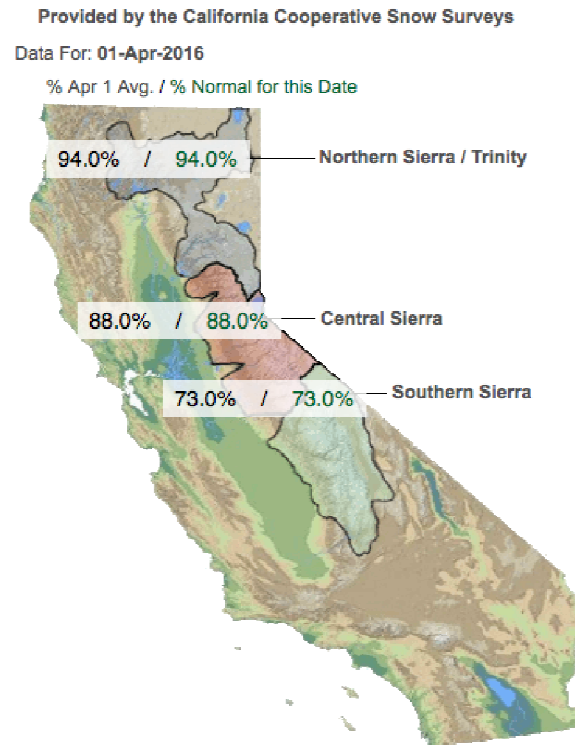 Provided by the California Cooperative Snow Surveys
Data For: 01-Apr-2016
% Apr 1 Avg. / % Normal for this Date
94.0% / 94.0% Northern Sierra / Trinity
88.0% / 88.0% Central Sierra
73.0% / 73.0% Southern Sierra